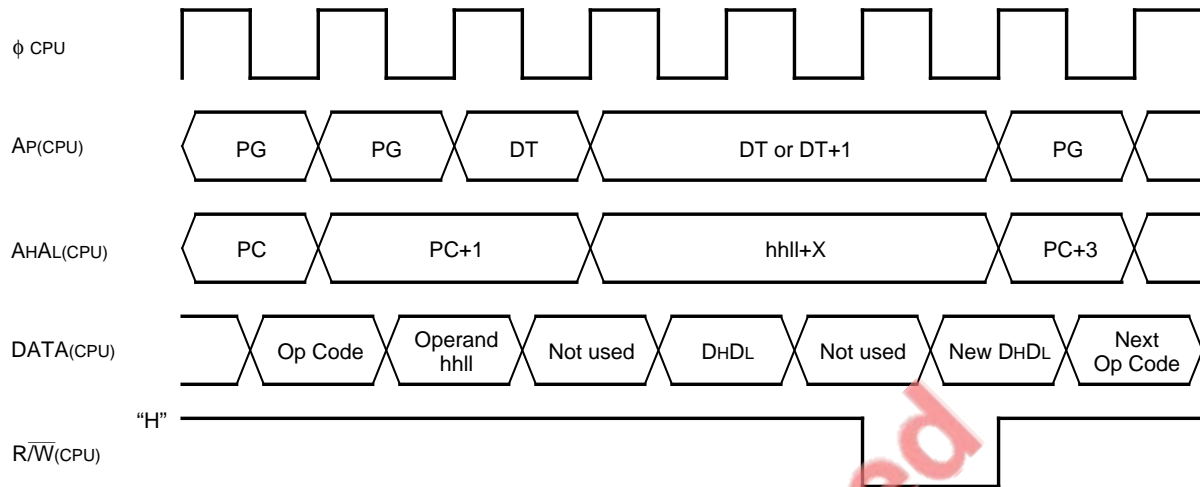 ϕ CPU
AP(CPU)
PG
PG
DT
DT or DT+1
PG
AHAL(CPU)
PC
PC+1
hhll+X
PC+3
DATA(CPU)
Op Code
Operand
hhll
Not used
DHDL
Not used
New DHDL
Next
Op Code
“H”
R/W(CPU)
ed